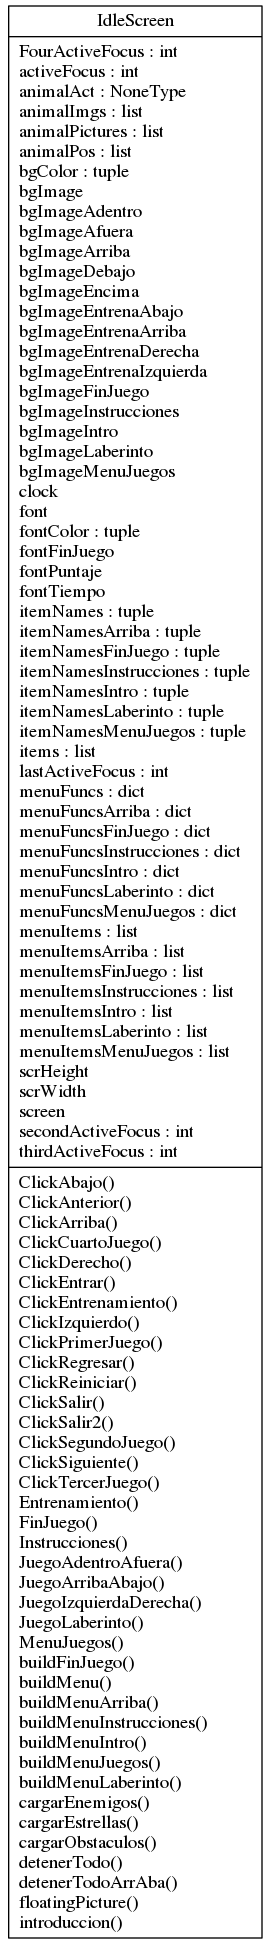 IdleScreen
FourActiveFocus : int
activeFocus : int
animalAct : NoneType
animalImgs : list
animalPictures : list
animalPos : list
bgColor : tuple
bgImage
bgImageAdentro
bgImageAfuera
bgImageArriba
bgImageDebajo
bgImageEncima
bgImageEntrenaAbajo
bgImageEntrenaArriba
bgImageEntrenaDerecha
bgImageEntrenaIzquierda
bgImageFinJuego
bgImageInstrucciones
bgImageIntro
bgImageLaberinto
bgImageMenuJuegos
clock
font
fontColor : tuple
fontFinJuego
fontPuntaje
fontTiempo
itemNames : tuple
itemNamesArriba : tuple
itemNamesFinJuego : tuple
itemNamesInstrucciones : tuple
itemNamesIntro : tuple
itemNamesLaberinto : tuple
itemNamesMenuJuegos : tuple
items : list
lastActiveFocus : int
menuFuncs : dict
menuFuncsArriba : dict
menuFuncsFinJuego : dict
menuFuncsInstrucciones : dict
menuFuncsIntro : dict
menuFuncsLaberinto : dict
menuFuncsMenuJuegos : dict
menuItems : list
menuItemsArriba : list
menuItemsFinJuego : list
menuItemsInstrucciones : list
menuItemsIntro : list
menuItemsLaberinto : list
menuItemsMenuJuegos : list
scrHeight
scrWidth
screen
secondActiveFocus : int
thirdActiveFocus : int
ClickAbajo()
ClickAnterior()
ClickArriba()
ClickCuartoJuego()
ClickDerecho()
ClickEntrar()
ClickEntrenamiento()
ClickIzquierdo()
ClickPrimerJuego()
ClickRegresar()
ClickReiniciar()
ClickSalir()
ClickSalir2()
ClickSegundoJuego()
ClickSiguiente()
ClickTercerJuego()
Entrenamiento()
FinJuego()
Instrucciones()
JuegoAdentroAfuera()
JuegoArribaAbajo()
JuegoIzquierdaDerecha()
JuegoLaberinto()
MenuJuegos()
buildFinJuego()
buildMenu()
buildMenuArriba()
buildMenuInstrucciones()
buildMenuIntro()
buildMenuJuegos()
buildMenuLaberinto()
cargarEnemigos()
cargarEstrellas()
cargarObstaculos()
detenerTodo()
detenerTodoArrAba()
floatingPicture()
introduccion()